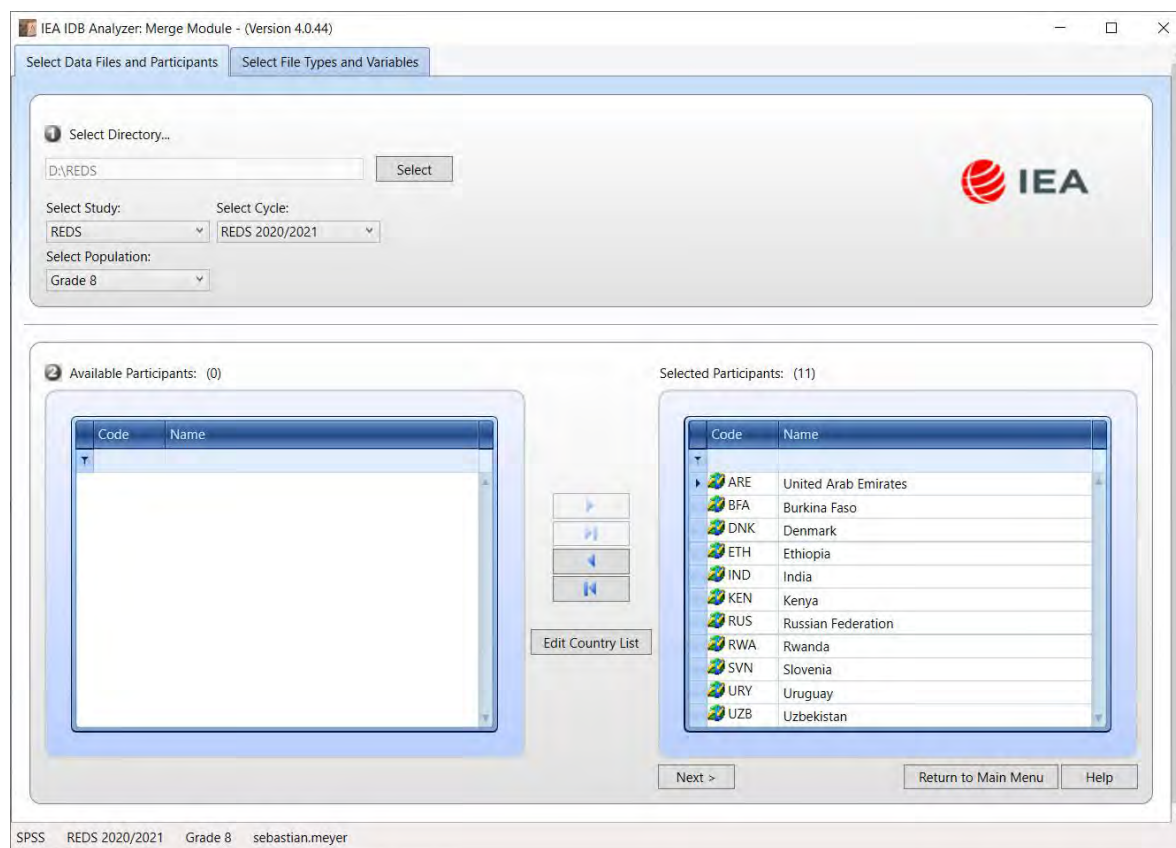 IEA IDB Analyzer: Merge Module - (Version 4.0.44)
Select Data Files and Participants Select File Types and Variables
1 Select Directory...
D:\REDS Select
IEA
Select Study: Select Cycle:
REDS REDS 2020/2021
Select Population:
Grade 8
2 Available Participants: (0)
Code Name
Edit Country List
Selected Participants: (11)
Code Name
ARE United Arab Emirates
BFA Burkina Faso
DNK Denmark
ETH Ethiopia
IND India
KEN Kenya
RUS Russian Federation
RWA Rwanda
SVN Slovenia
URY Uruguay
UZB Uzbekistan
Next > Return to Main Menu Help
SPSS REDS 2020/2021 Grade 8 sebastian.meyer